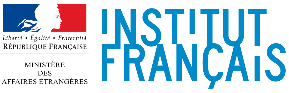 Liberté • Égalité • Fraternité
RÉPUBLIQUE FRANÇAISE
MINISTÈRE
DES
AFFAIRES ÉTRANGÈRES
INSTITUT
FRANÇAIS